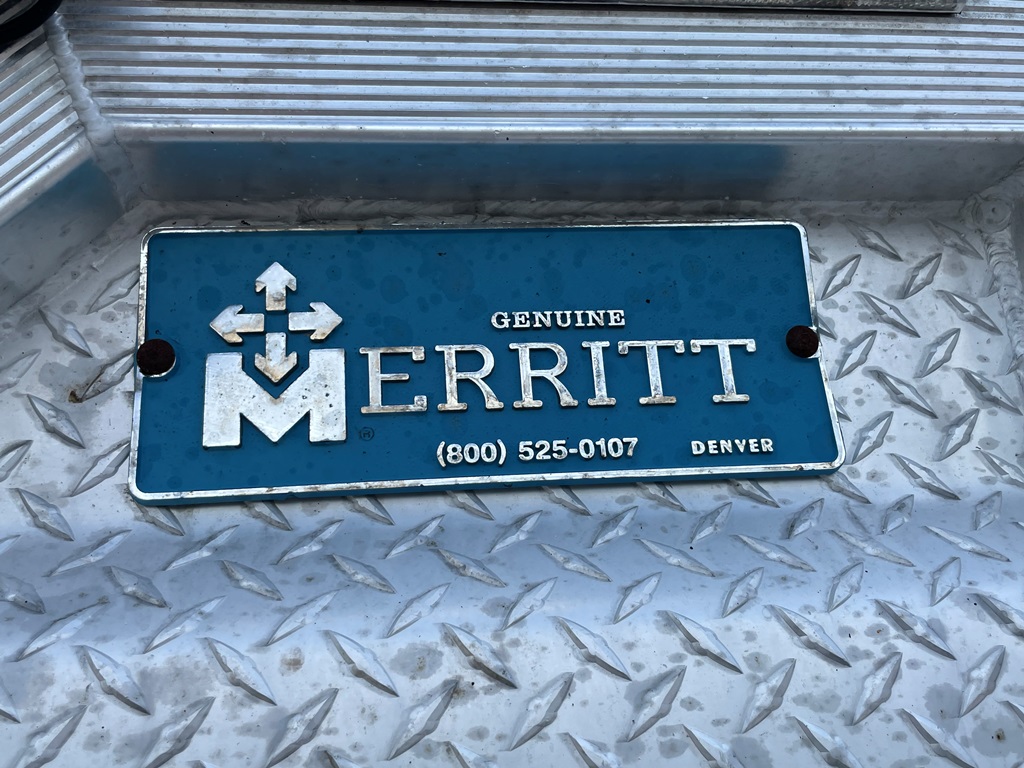 GENUINE
MERRITT
®
(800) 525-0107 DENVER